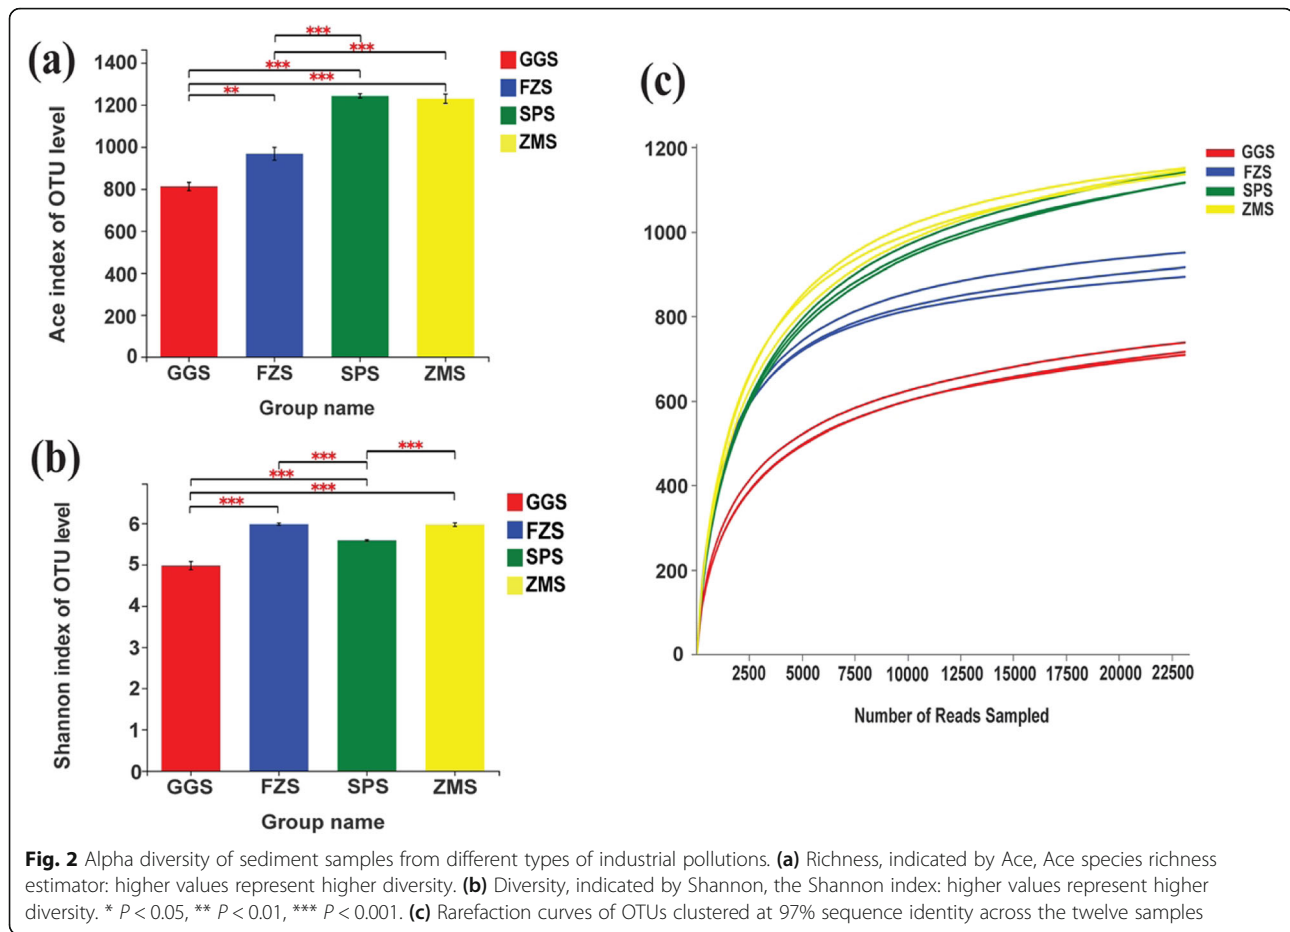 (a)
Ace index of OTU level
1400
1200
1000
800
600
400
200
0
***
***
***
***
**
GGS
FZS
SPS
ZMS
GGS FZS SPS ZMS
Group name
(b)
Shannon index of OTU level
6
5
4
3
2
1
0
***
***
***
***
***
GGS
FZS
SPS
ZMS
GGS FZS SPS ZMS
Group name
(c)
1200
1000
800
600
400
200
0
GGS
FZS
SPS
ZMS
2500 5000 7500 10000 12500 15000 17500 20000 22500
Number of Reads Sampled
Fig. 2 Alpha diversity of sediment samples from different types of industrial pollutions. (a) Richness, indicated by Ace, Ace species richness
estimator: higher values represent higher diversity. (b) Diversity, indicated by Shannon, the Shannon index: higher values represent higher
diversity. * P < 0.05, ** P < 0.01, *** P < 0.001. (c) Rarefaction curves of OTUs clustered at 97% sequence identity across the twelve samples